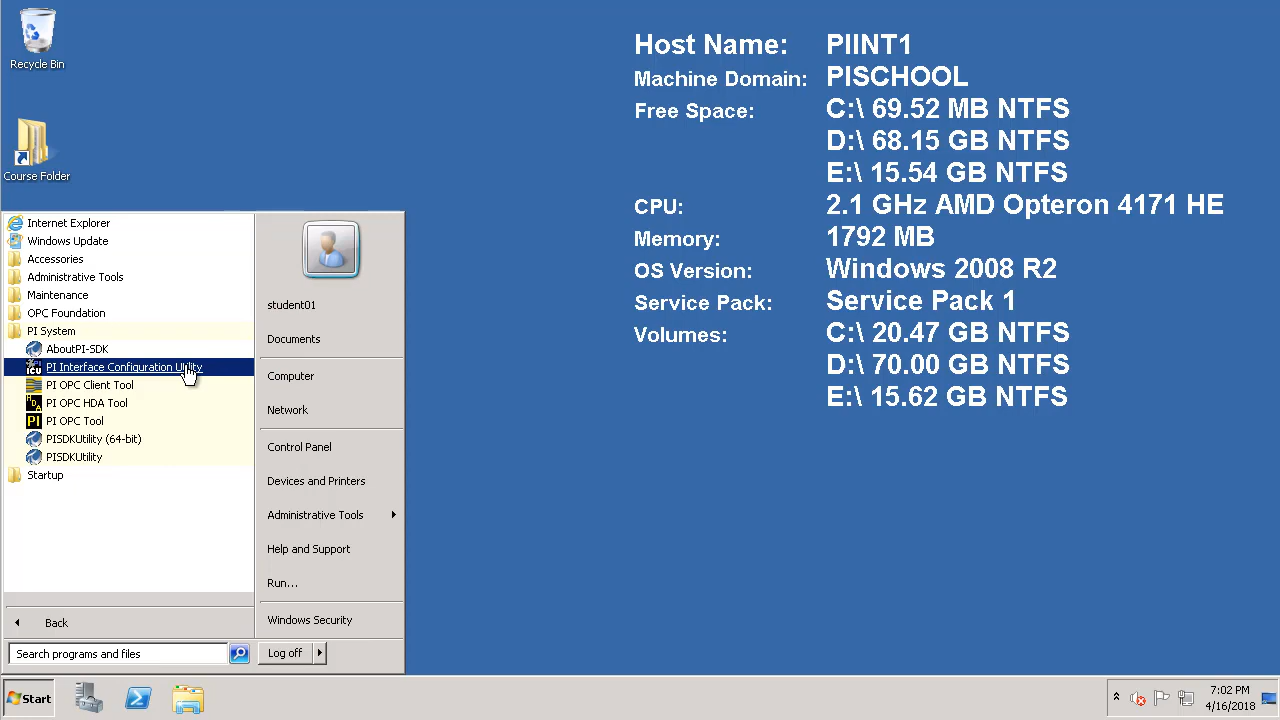 Recycle Bin
Course Folder
Host Name: PIINT1
Machine Domain: PISCHOOL
Free Space: C:\ 69.52 MB NTFS
D:\ 68.15 GB NTFS
E:\ 15.54 GB NTFS
CPU: 2.1 GHz AMD Opteron 4171 HE
Memory: 1792 MB
OS Version: Windows 2008 R2
Service Pack: Service Pack 1
Volumes: C:\ 20.47 GB NTFS
D:\ 70.00 GB NTFS
E:\ 15.62 GB NTFS
Internet Explorer
Windows Update
Accessories
Administrative Tools
Maintenance
OPC Foundation
PI System
AboutPI-SDK
ICU
PI Interface Configuration Utility
PI OPC Client Tool
HDA
PI OPC HDA Tool
PI
PI OPC Tool
PISDKUtility (64-bit)
PISDKUtility
Startup
Back
Search programs and files
student01
Documents
Computer
Network
Control Panel
Devices and Printers
Administrative Tools
Help and Support
Run...
Windows Security
Log off
Start
7:02 PM
4/16/2018